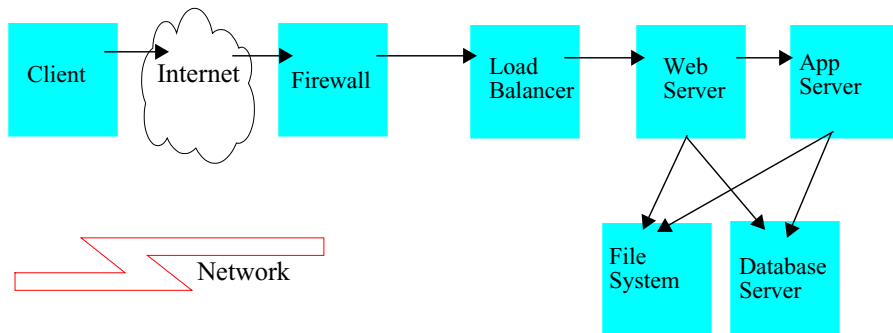 Client
Internet
Firewall
Load
Balancer
Web
Server
App
Server
Network
File
System
Database
Server